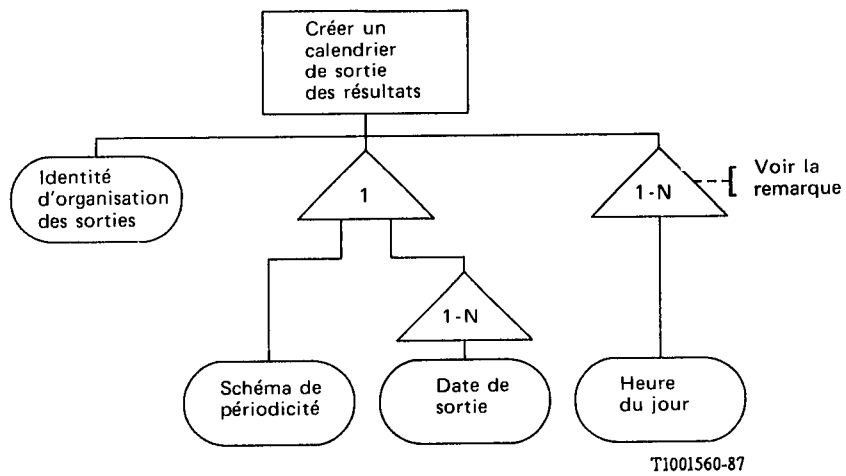 Créer un
calendrier
de sortie
des résultats
Identité
d'organisation
des sorties
1
1-N
Voir la
remarque
1-N
Schéma de
périodicité
Date de
sortie
Heure
du jour
T1001560-87